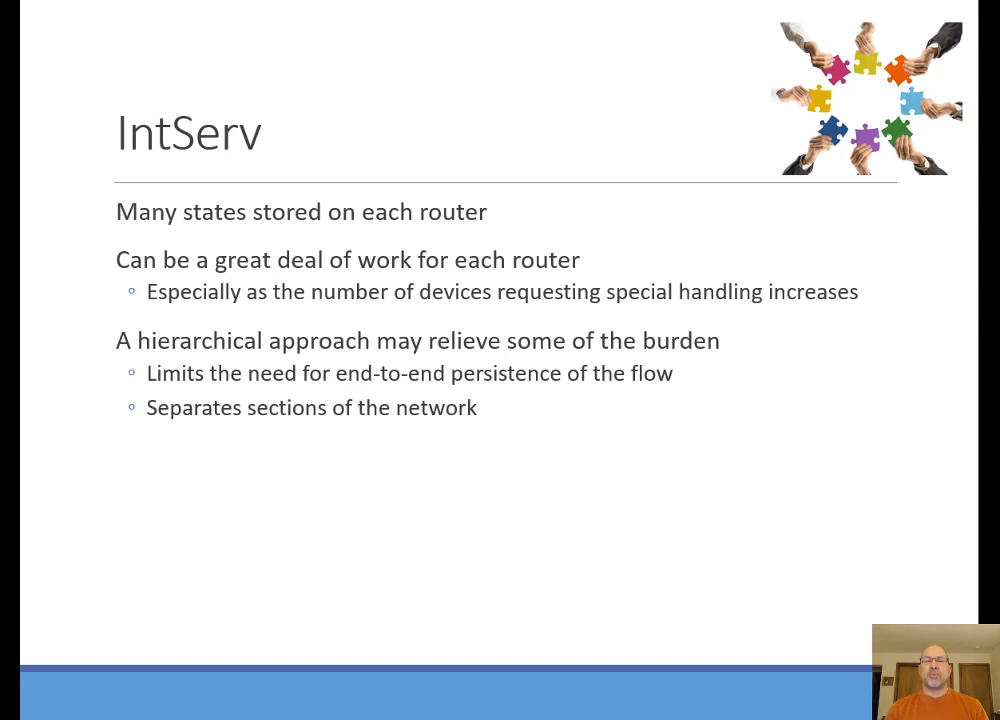 IntServ
Many states stored on each router
Can be a great deal of work for each router
Especially as the number of devices requesting special handling increases
A hierarchical approach may relieve some of the burden
Limits the need for end-to-end persistence of the flow
Separates sections of the network